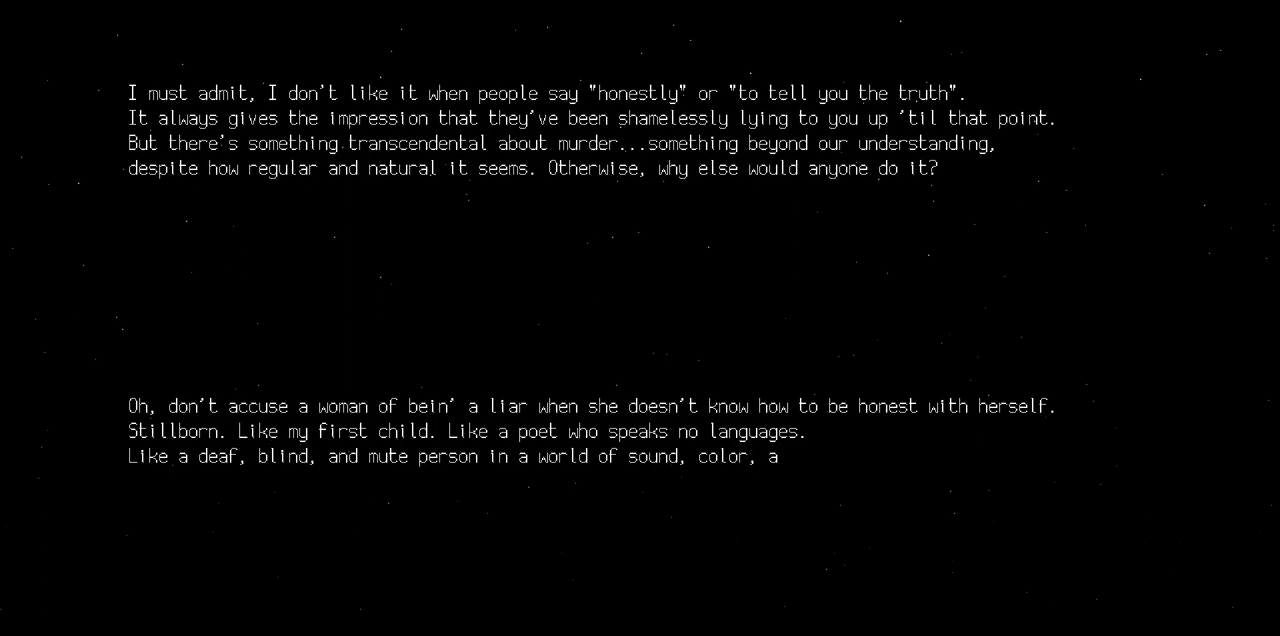 I must admit, I don't like it when people say "honestly" or "to tell you the truth".
It always gives the impression that they've been shamelessly lying to you up 'til that point.
But there's something transcendental about murder...something beyond our understanding,
despite how regular and natural it seems. Otherwise, why else would anyone do it?
Oh, don't accuse a woman of bein' a liar when she doesn't know how to be honest with herself.
Stillborn. Like my first child. Like a poet who speaks no languages.
Like a deaf, blind, and mute person in a world of sound, color, a